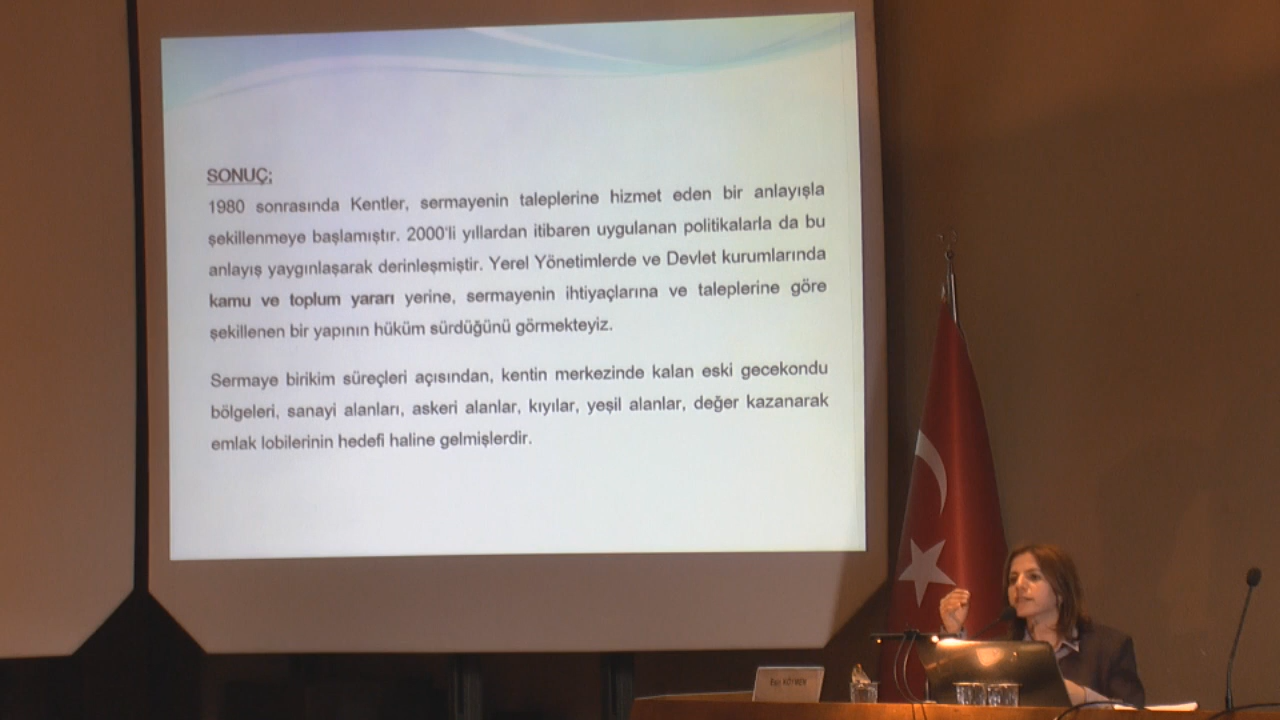 SONUÇ;
1980 sonrasında Kentler, sermayenin taleplerine hizmet eden bir anlayışla
şekillenmeye başlamıştır. 2000'li yıllardan itibaren uygulanan politikalarla da bu
anlayış yaygınlaşarak derinleşmiştir. Yerel Yönetimlerde ve Devlet kurumlarında
kamu ve toplum yararı yerine, sermayenin ihtiyaçlarına ve taleplerine göre
şekillenen bir yapının hüküm sürdüğünü görmekteyiz.
Sermaye birikim süreçleri açısından, kentin merkezinde kalan eski gecekondu
bölgeleri, sanayi alanları, askeri alanlar, kıyılar, yeşil alanlar, değer kazanarak
emlak lobilerinin hedefi haline gelmişlerdir.
KÖYMEN